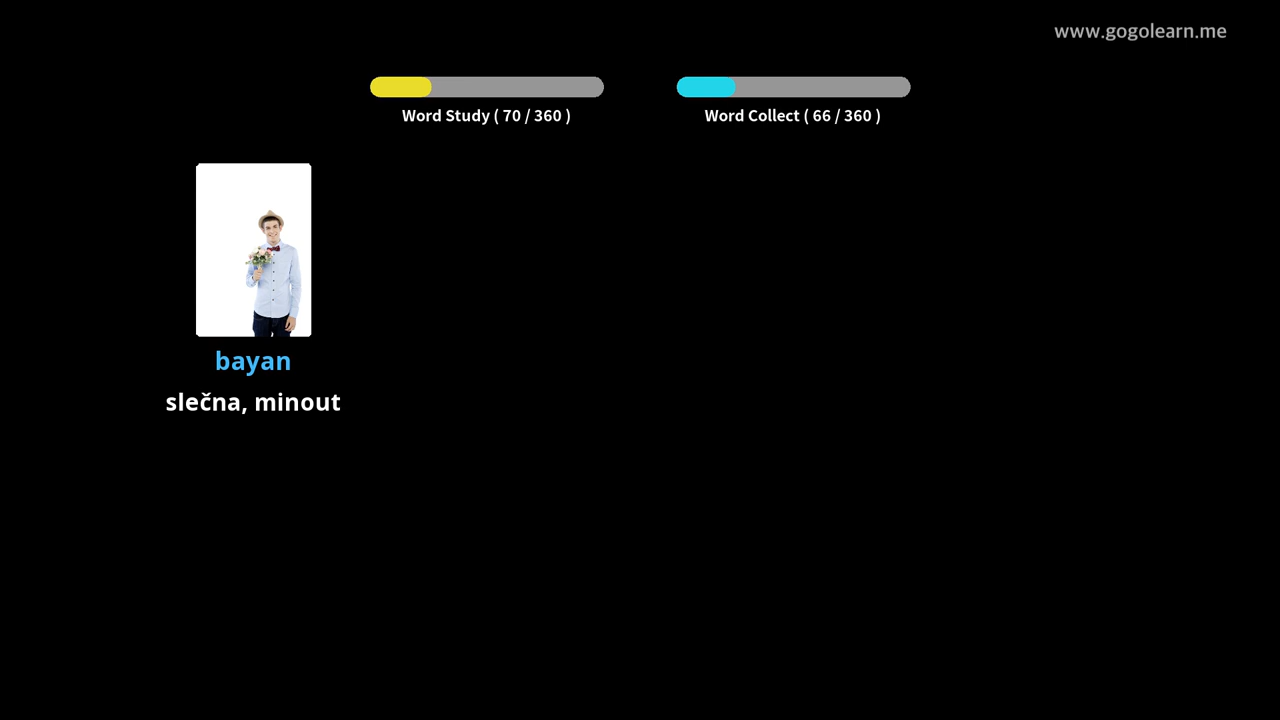 www.gogolearn.me
Word Study ( 70 / 360 )
Word Collect ( 66 / 360 )
bayan
slečna, minout